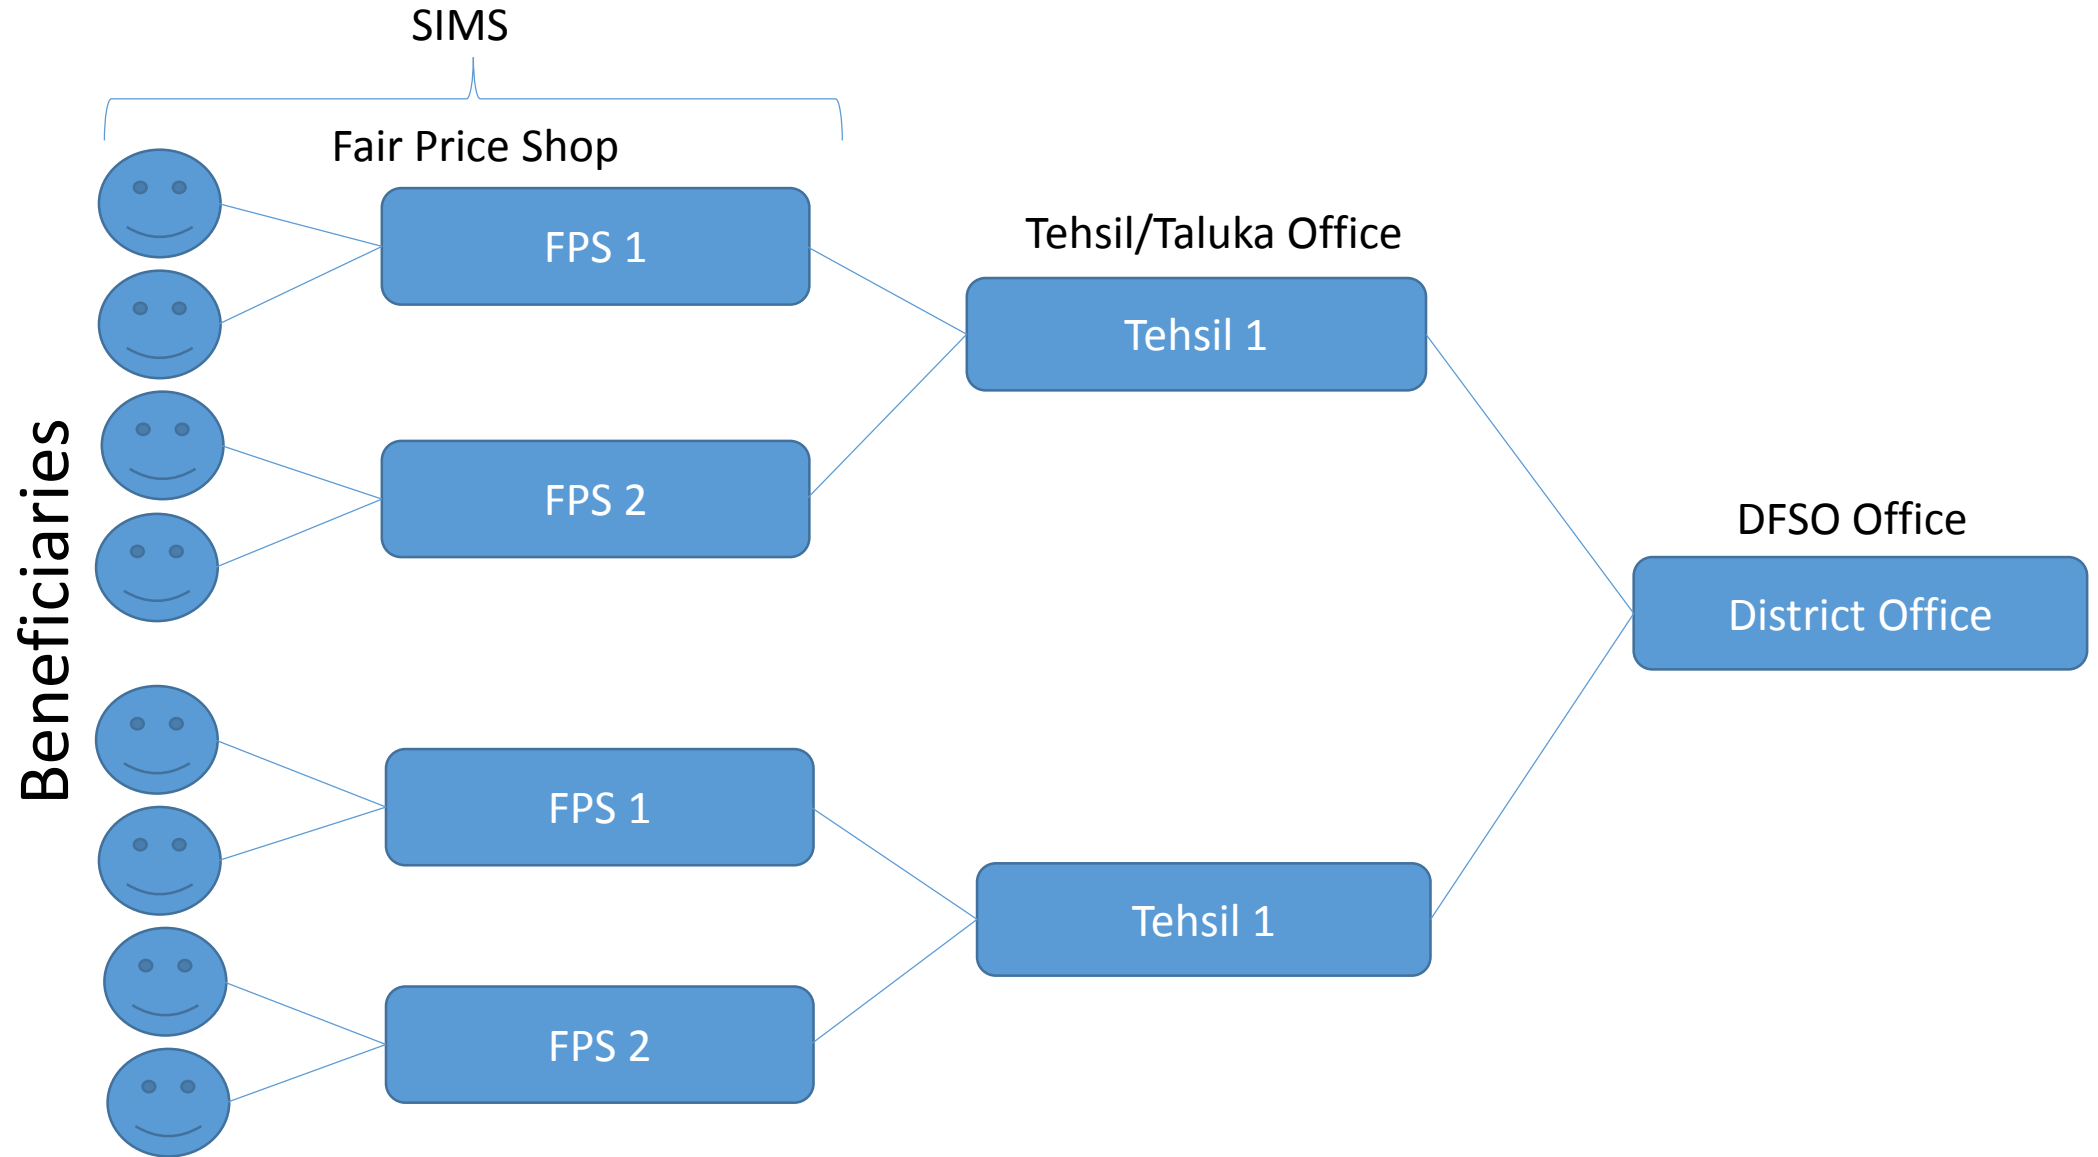 SIMS
Fair Price Shop
FPS 1
Tehsil/Taluka Office
Tehsil 1
FPS 2
Beneficiaries
DFSO Office
District Office
FPS 1
Tehsil 1
FPS 2